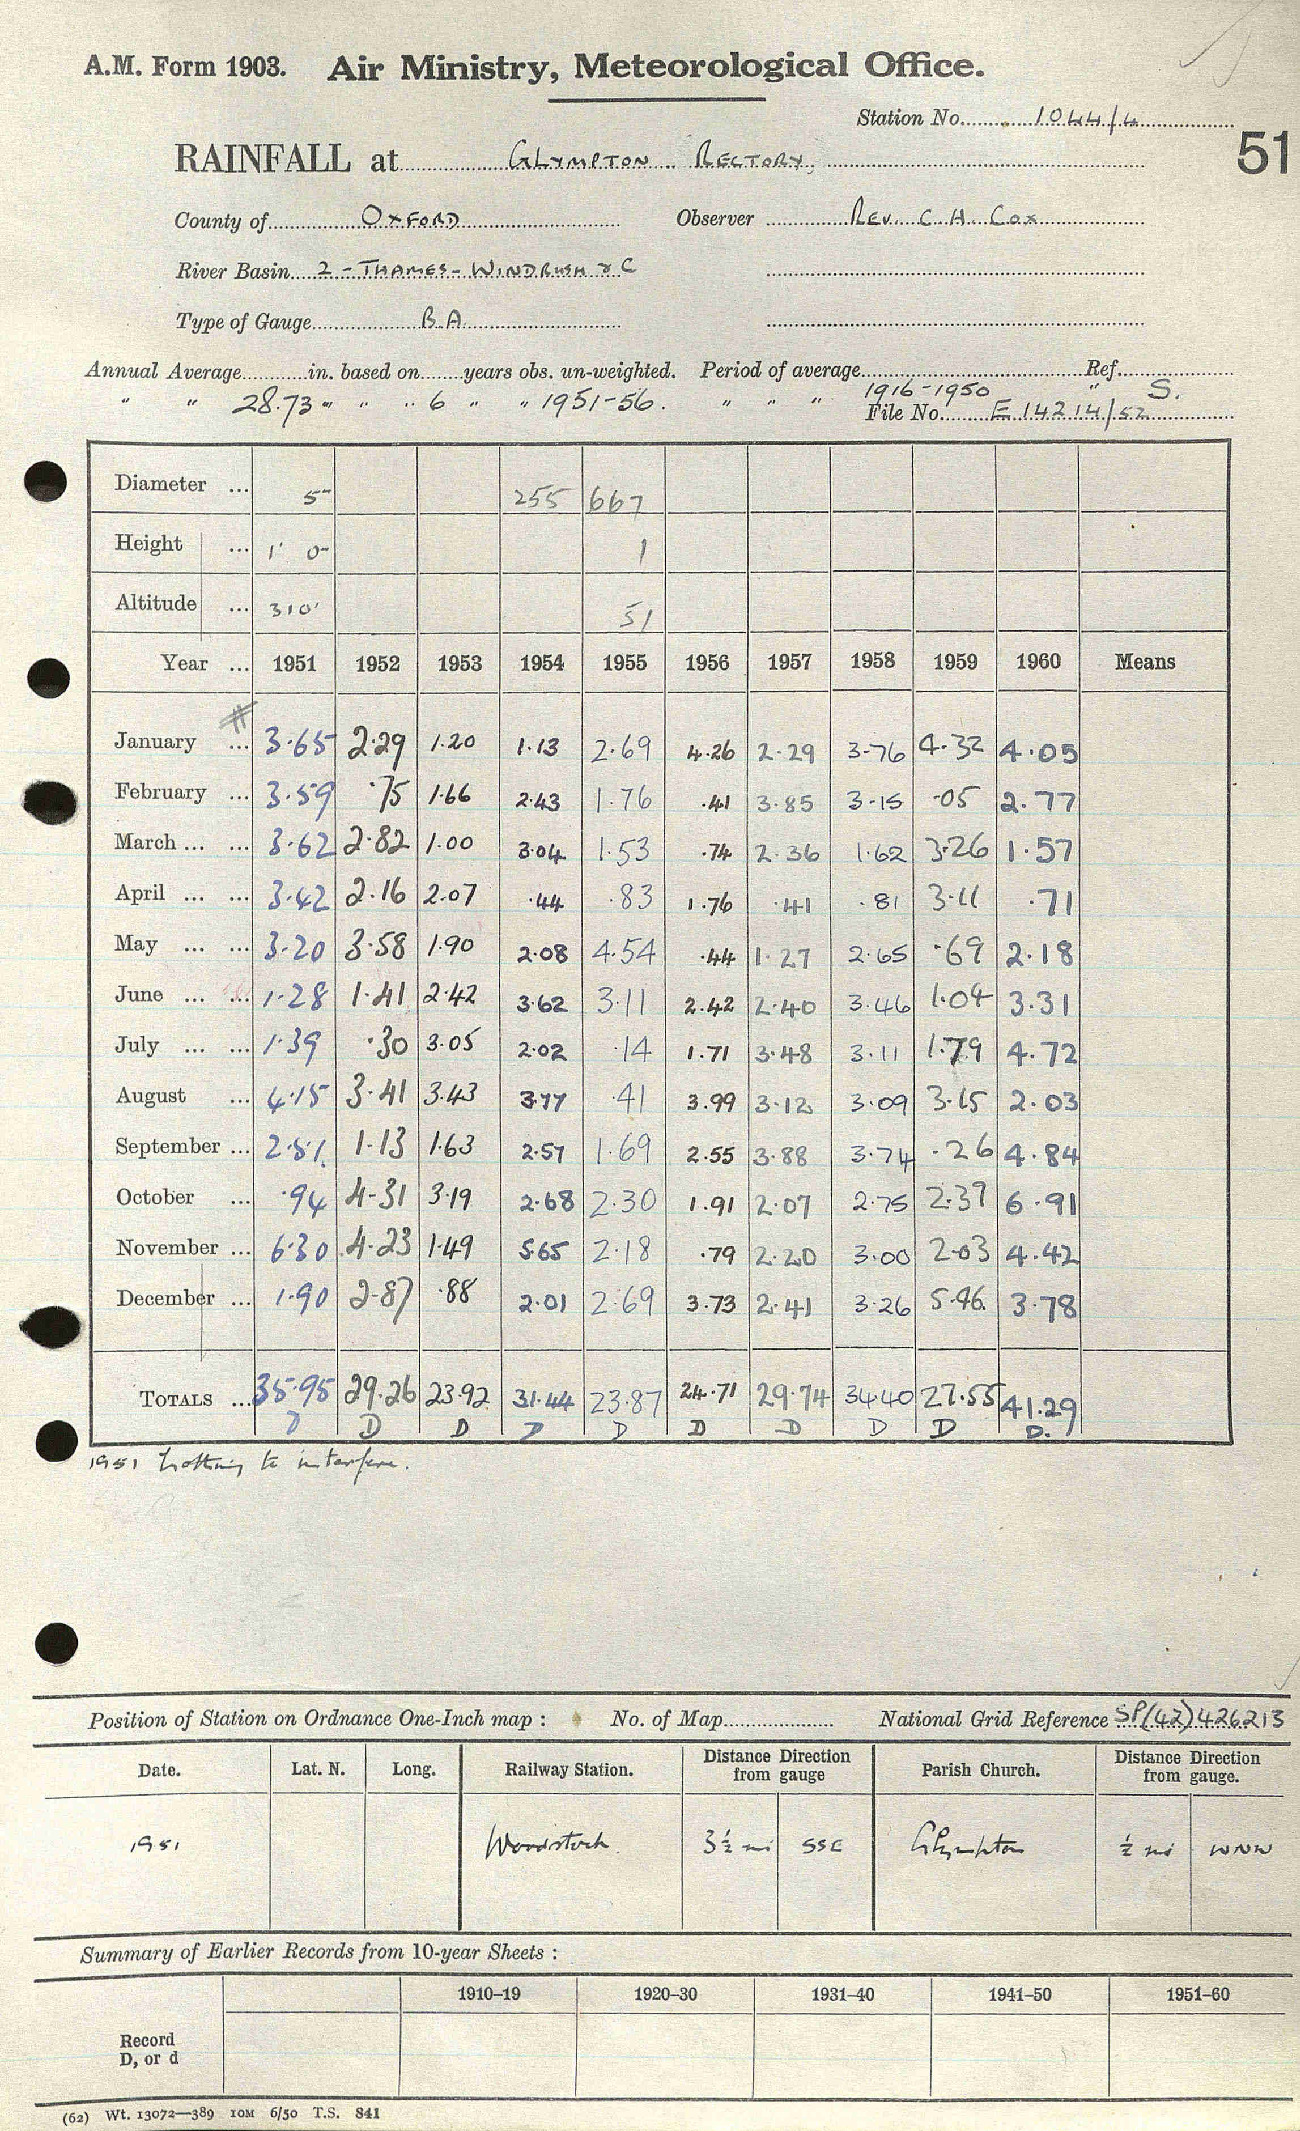 A.M. Form 1903. Air Ministry, Meteorological Office.
Station No. 1044/4
51
RAINFALL at GLYMPTON RECTORY.
County of OXFORD Observer REV. C. H. COX
River Basin 2 - THAMES - WINDRUSH & C
Type of Gauge B.A.
Annual Average in. based on years obs. un-weighted. Period of average Ref.
" " 28.73 " " " 6 " " 1951-56. " " " 1916-1950 " S.
File No. E 14214/52
Diameter ... 5" 255 667
Height ... 1' 0" 1
Altitude ... 310' 51
Year ... 1951 1952 1953 1954 1955 1956 1957 1958 1959 1960 Means
January ... 3.65 2.29 1.20 1.13 2.69 4.26 2.29 3.76 4.32 4.05
February ... 3.59 .75 1.66 2.43 1.76 .41 3.85 3.15 .05 2.77
March ... ... 3.62 2.82 1.00 3.04 1.53 .74 2.36 1.62 3.26 1.57
April ... ... 3.42 2.16 2.07 .44 .83 1.76 .41 .81 3.11 .71
May ... ... 3.20 3.58 1.90 2.08 4.54 .44 1.27 2.65 .69 2.18
June ... ... 1.28 1.41 2.42 3.62 3.11 2.42 2.40 3.46 1.04 3.31
July ... ... 1.39 .30 3.05 2.02 .14 1.71 3.48 3.11 1.79 4.72
August ... 4.15 3.41 3.43 3.77 .41 3.99 3.12 3.09 3.15 2.03
September ... 2.51 1.13 1.63 2.57 1.69 2.55 3.88 3.74 .26 4.84
October ... .94 4.31 3.19 2.68 2.30 1.91 2.07 2.75 2.39 6.91
November ... 6.30 4.23 1.49 5.65 2.18 .79 2.20 3.00 2.03 4.42
December ... 1.90 2.87 .88 2.01 2.69 3.73 2.41 3.26 5.46 3.78
TOTALS ... 35.95 29.26 23.92 31.44 23.87 24.71 29.74 34.40 27.55 41.29
D D D D D D D D D D.
1951 Nothing to interfere.
Position of Station on Ordnance One-Inch map : No. of Map National Grid Reference SP(42)426213
Date. Lat. N. Long. Railway Station. Distance Direction from gauge Parish Church. Distance Direction from gauge.
1951 Woodstock 3½ mi SSE Glympton ½ mi WNW
Summary of Earlier Records from 10-year Sheets :
1910-19 1920-30 1931-40 1941-50 1951-60
Record
D, or d
(62) Wt. 13072—389 10M 6/50 T.S. 841